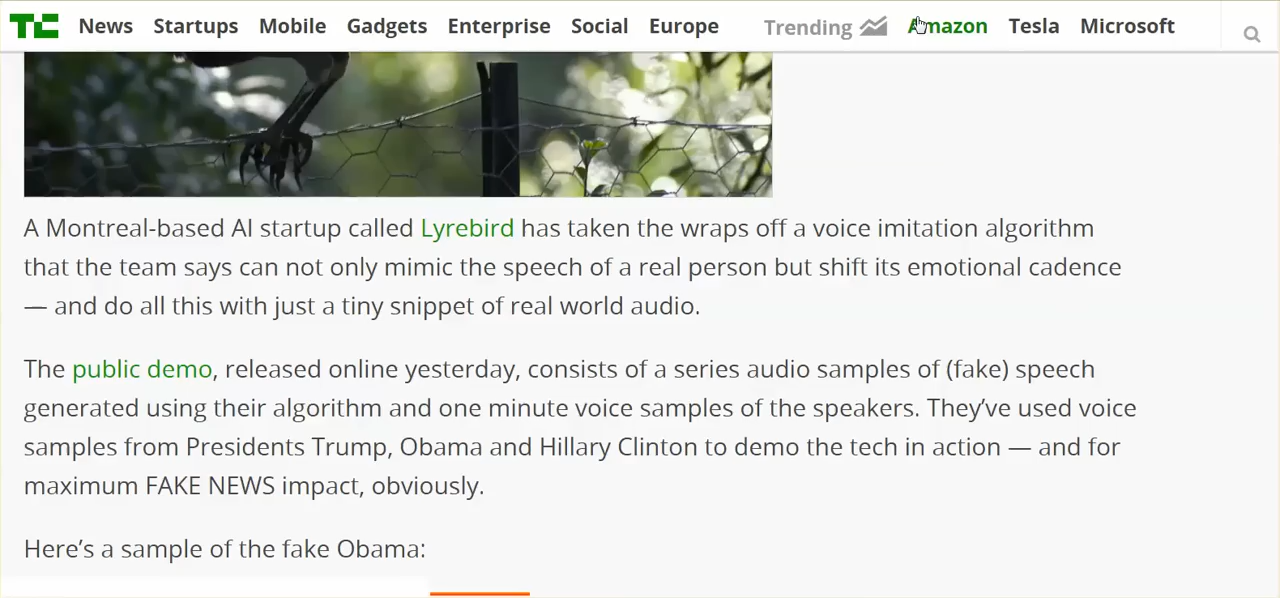 TC News Startups Mobile Gadgets Enterprise Social Europe Trending Amazon Tesla Microsoft
A Montreal-based AI startup called Lyrebird has taken the wraps off a voice imitation algorithm
that the team says can not only mimic the speech of a real person but shift its emotional cadence
— and do all this with just a tiny snippet of real world audio.
The public demo, released online yesterday, consists of a series audio samples of (fake) speech
generated using their algorithm and one minute voice samples of the speakers. They’ve used voice
samples from Presidents Trump, Obama and Hillary Clinton to demo the tech in action — and for
maximum FAKE NEWS impact, obviously.
Here’s a sample of the fake Obama: